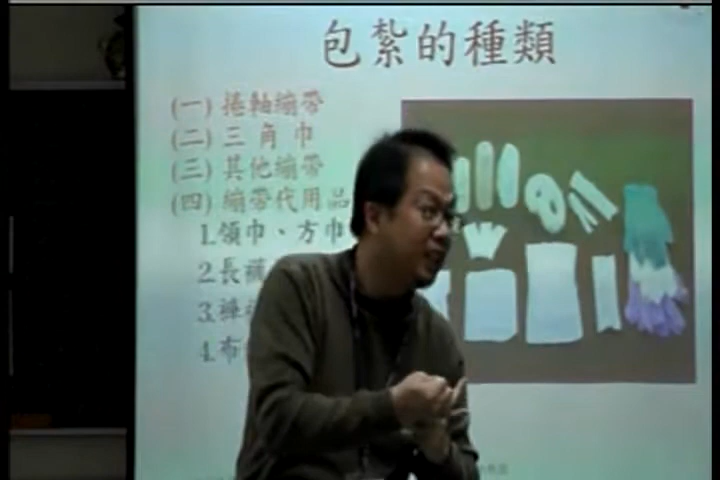 包紮的種類
(一) 捲軸繃帶
(二) 三角巾
(三) 其他繃帶
(四) 繃帶代用品
1.領巾、方巾
2.長
3.褲
4.布